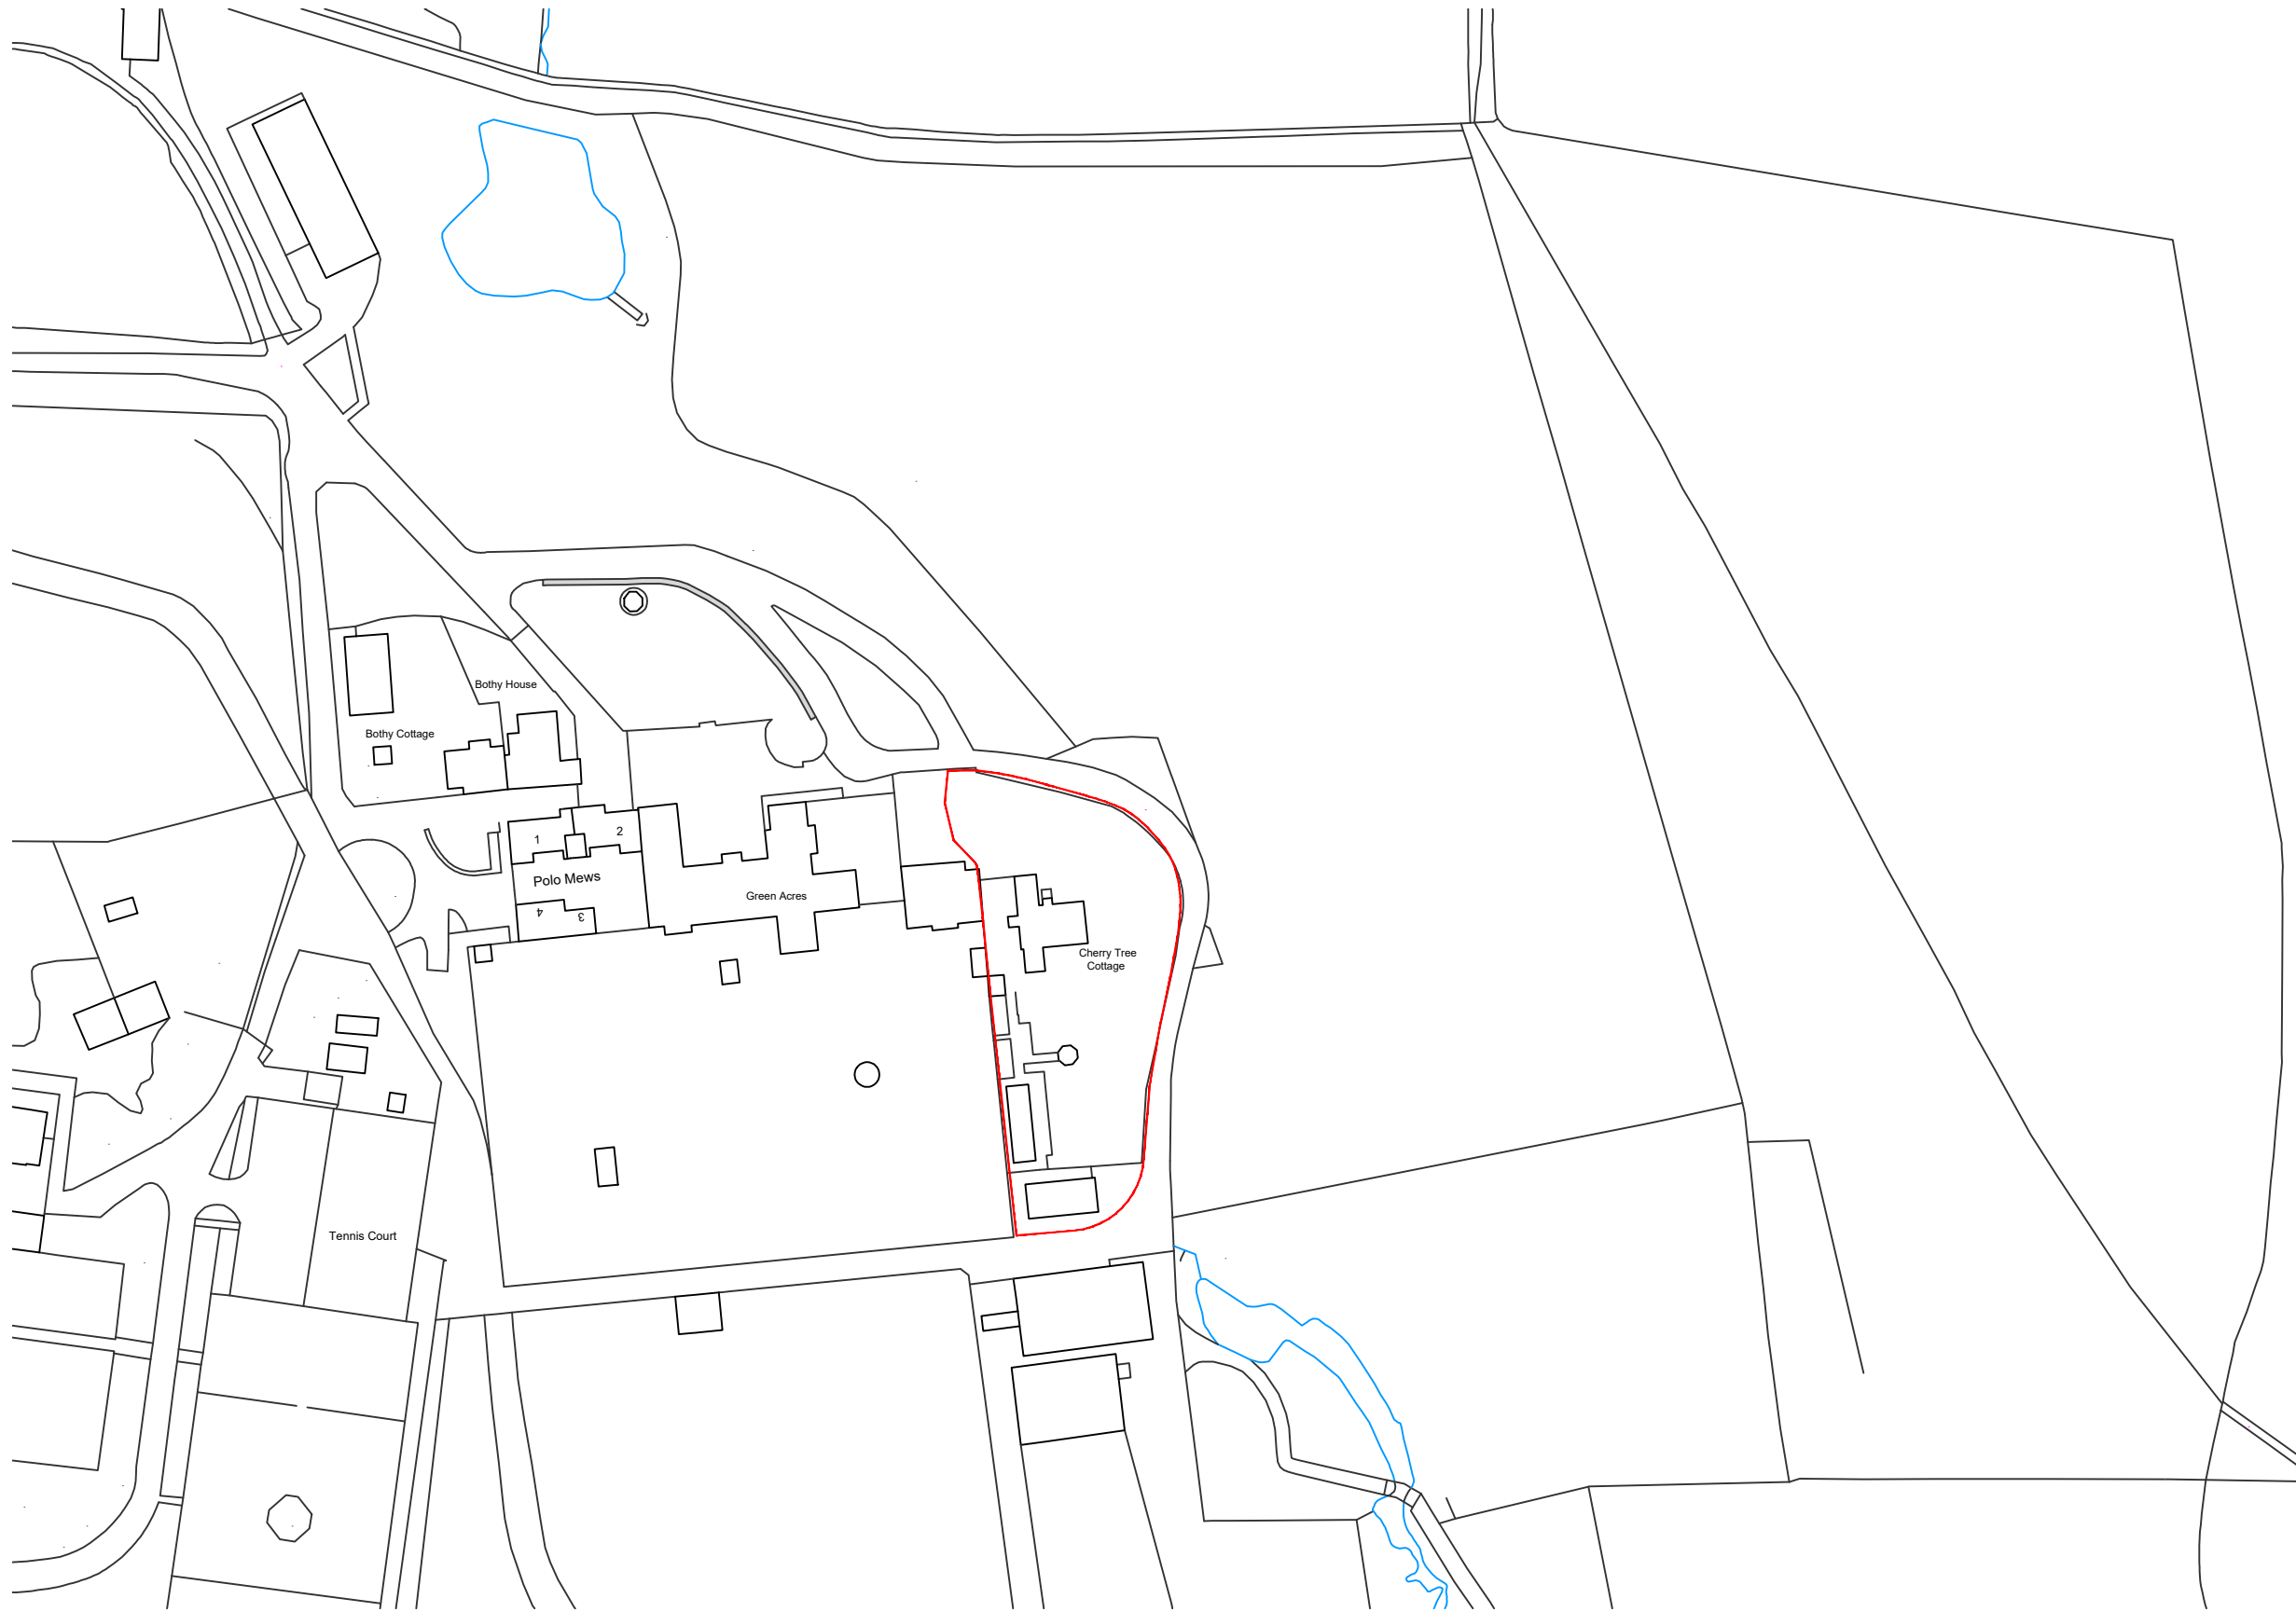 Bothy House
Bothy Cottage
1
2
Polo Mews
4
3
Green Acres
Cherry Tree
Cottage
Tennis Court